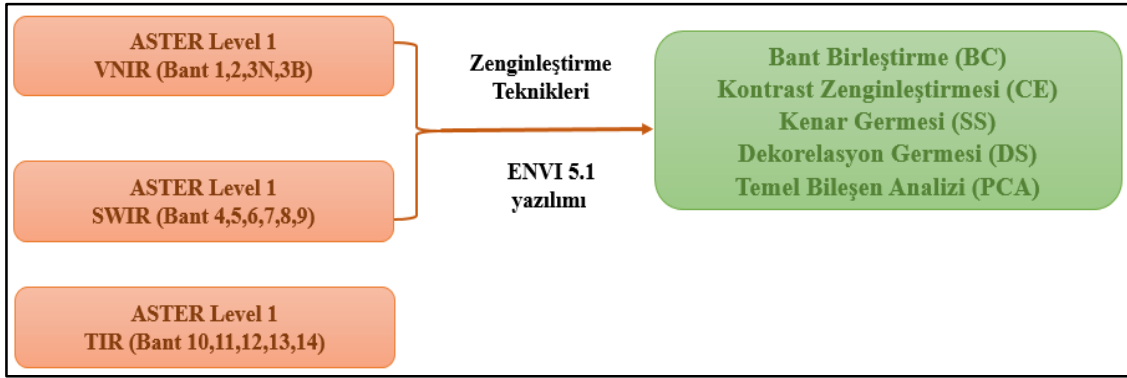 ASTER Level 1
VNIR (Bant 1,2,3N,3B)
ASTER Level 1
SWIR (Bant 4,5,6,7,8,9)
ASTER Level 1
TIR (Bant 10,11,12,13,14)
Zenginleştirme
Teknikleri
ENVI 5.1
yazılımı
Bant Birleştirme (BC)
Kontrast Zenginleştirmesi (CE)
Kenar Germesi (SS)
Dekorelasyon Germesi (DS)
Temel Bileşen Analizi (PCA)